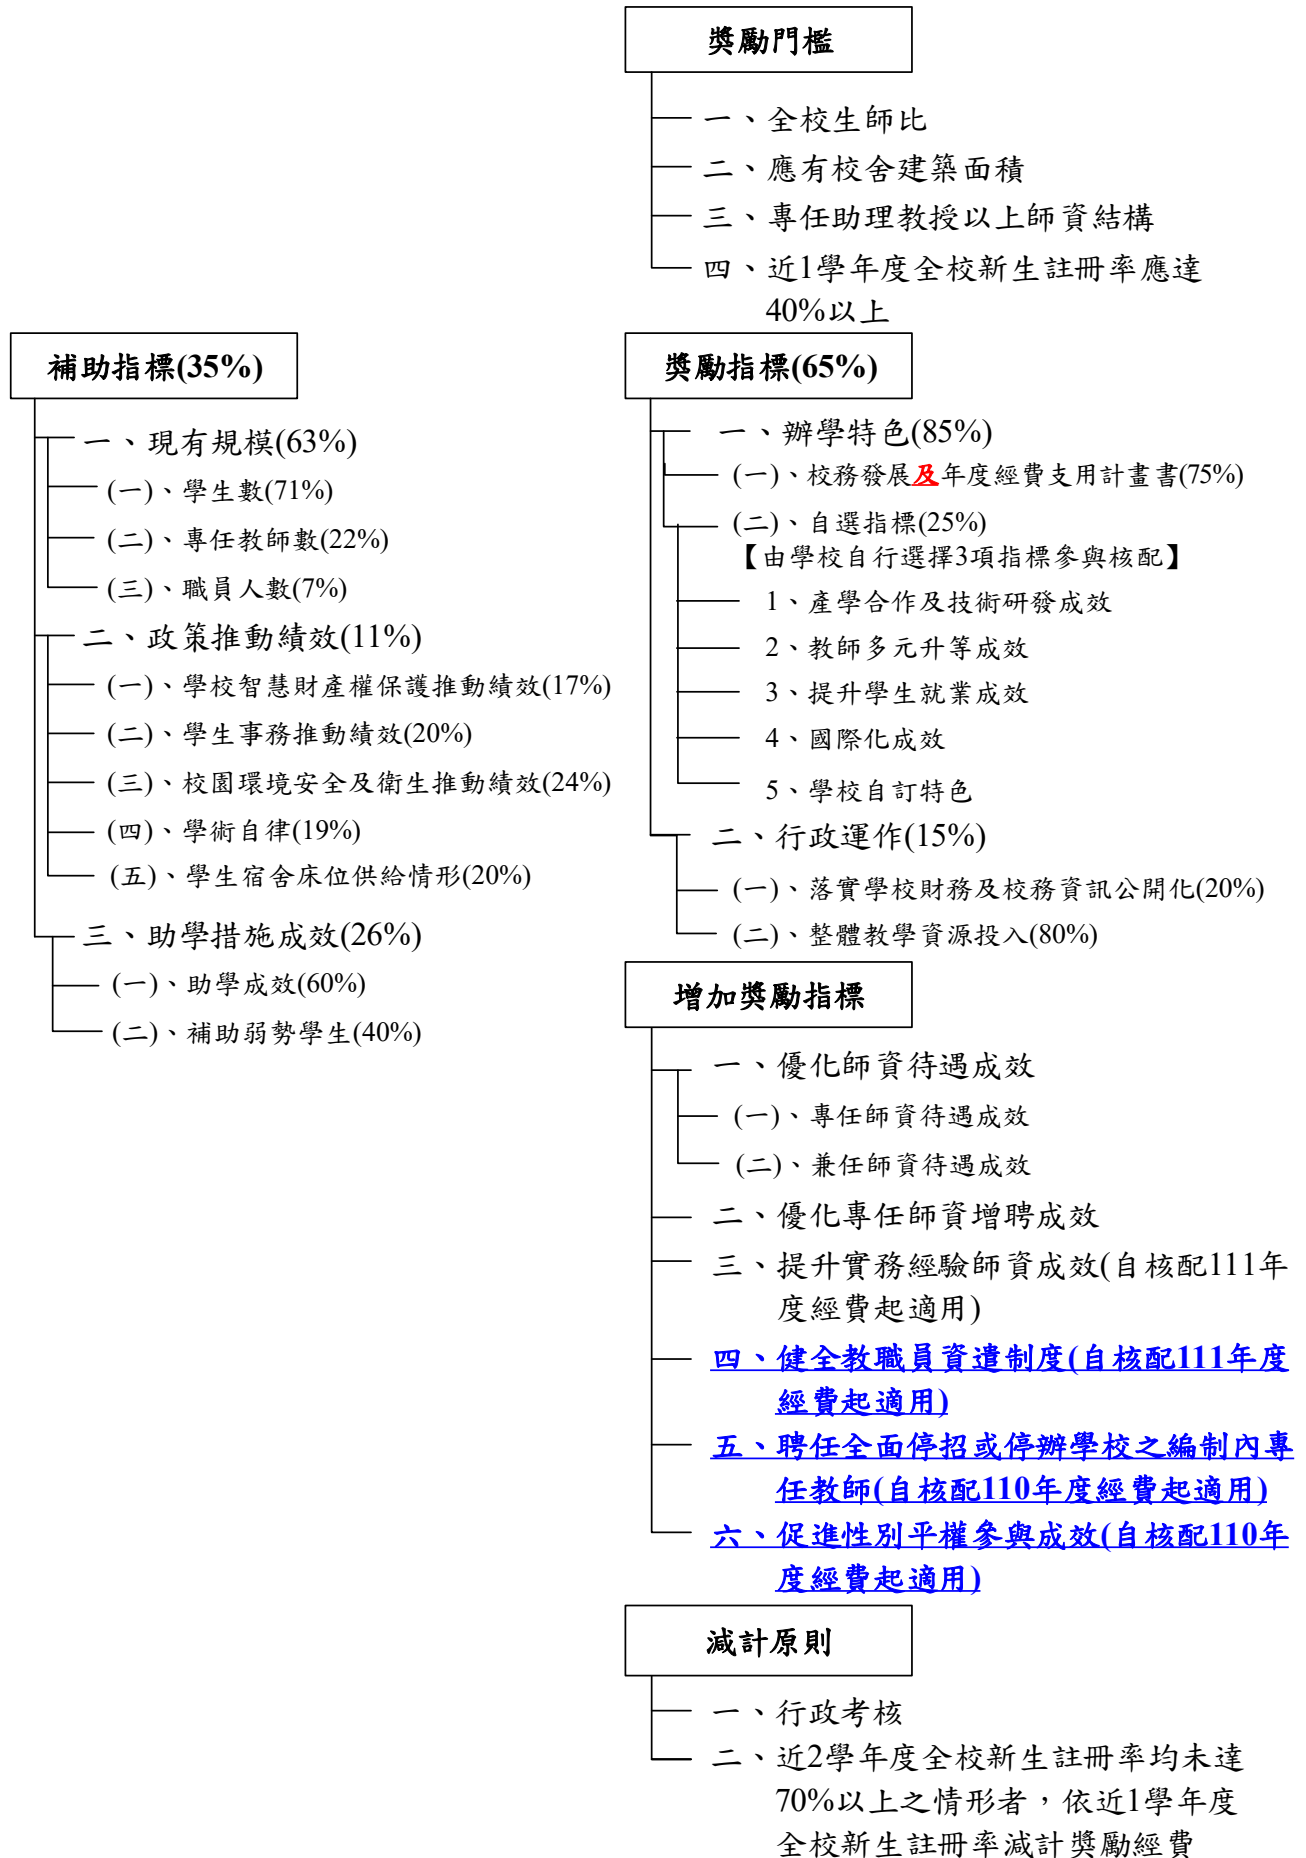 獎勵門檻
一、全校生師比
二、應有校舍建築面積
三、專任助理教授以上師資結構
四、近1學年度全校新生註冊率應達
40%以上
補助指標(35%)
一、現有規模(63%)
(一)、學生數(71%)
(二)、專任教師數(22%)
(三)、職員人數(7%)
二、政策推動績效(11%)
(一)、學校智慧財產權保護推動績效(17%)
(二)、學生事務推動績效(20%)
(三)、校園環境安全及衛生推動績效(24%)
(四)、學術自律(19%)
(五)、學生宿舍床位供給情形(20%)
三、助學措施成效(26%)
(一)、助學成效(60%)
(二)、補助弱勢學生(40%)
獎勵指標(65%)
一、辦學特色(85%)
(一)、校務發展及年度經費支用計畫書(75%)
(二)、自選指標(25%)
【由學校自行選擇3項指標參與核配】
1、產學合作及技術研發成效
2、教師多元升等成效
3、提升學生就業成效
4、國際化成效
5、學校自訂特色
二、行政運作(15%)
(一)、落實學校財務及校務資訊公開化(20%)
(二)、整體教學資源投入(80%)
增加獎勵指標
一、優化師資待遇成效
(一)、專任師資待遇成效
(二)、兼任師資待遇成效
二、優化專任師資增聘成效
三、提升實務經驗師資成效(自核配111年
度經費起適用)
四、健全教職員資遣制度(自核配111年度
經費起適用)
五、聘任全面停招或停辦學校之編制內專
任教師(自核配110年度經費起適用)
六、促進性別平權參與成效(自核配110年
度經費起適用)
減計原則
一、行政考核
二、近2學年度全校新生註冊率均未達
70%以上之情形者，依近1學年度
全校新生註冊率減計獎勵經費